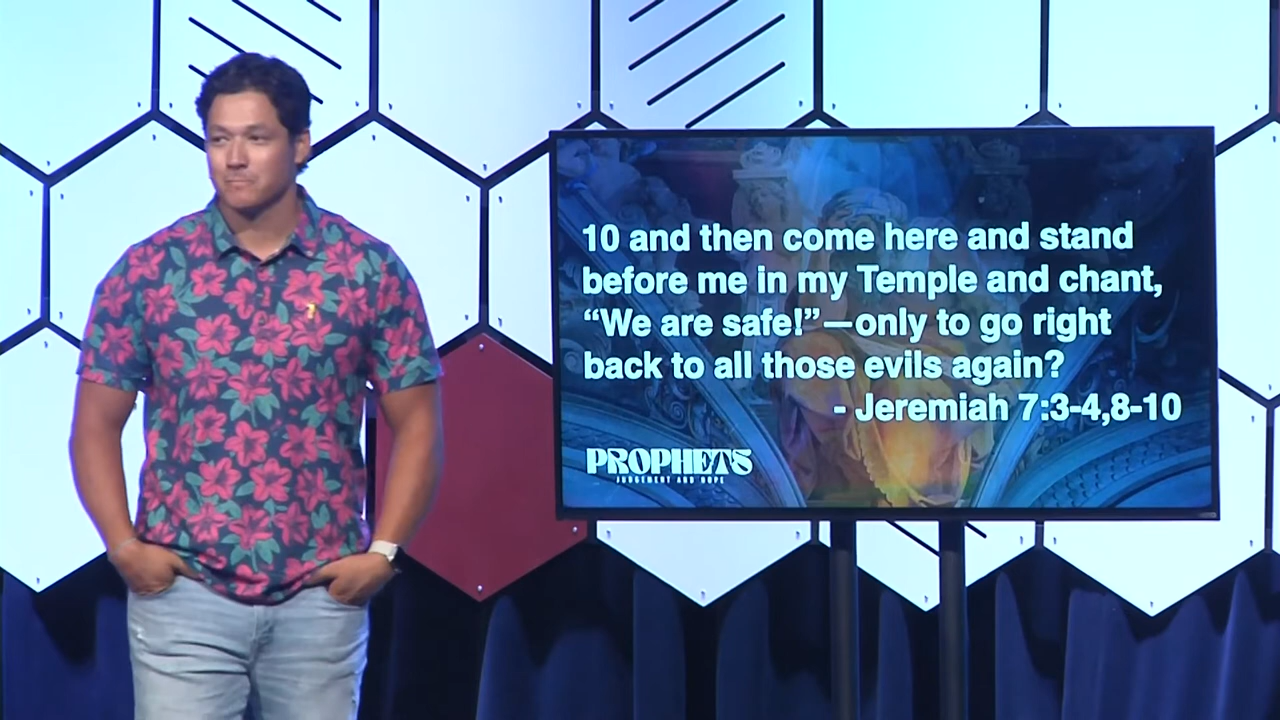 10 and then come here and stand
before me in my Temple and chant,
“We are safe!”—only to go right
back to all those evils again?
- Jeremiah 7:3-4,8-10
PROPHETS
JUDGEMENT AND HOPE